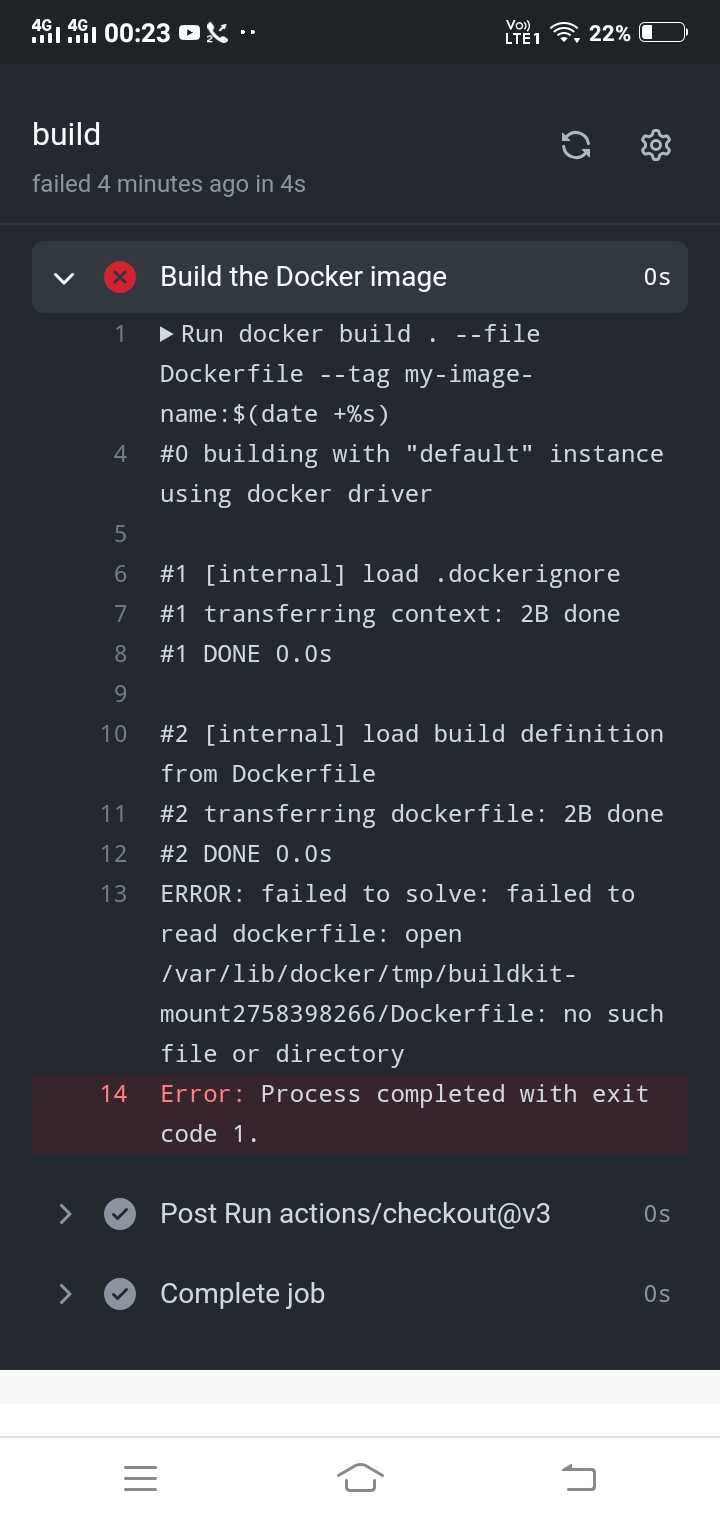 4G 4G 00:23 2 Vo)) LTE1 22%
build
failed 4 minutes ago in 4s
Build the Docker image 0s
1 Run docker build . --file
Dockerfile --tag my-image-
name:$(date +%s)
4 #0 building with "default" instance
using docker driver
5
6 #1 [internal] load .dockerignore
7 #1 transferring context: 2B done
8 #1 DONE 0.0s
9
10 #2 [internal] load build definition
from Dockerfile
11 #2 transferring dockerfile: 2B done
12 #2 DONE 0.0s
13 ERROR: failed to solve: failed to
read dockerfile: open
/var/lib/docker/tmp/buildkit-
mount2758398266/Dockerfile: no such
file or directory
14 Error: Process completed with exit
code 1.
Post Run actions/checkout@v3 0s
Complete job 0s